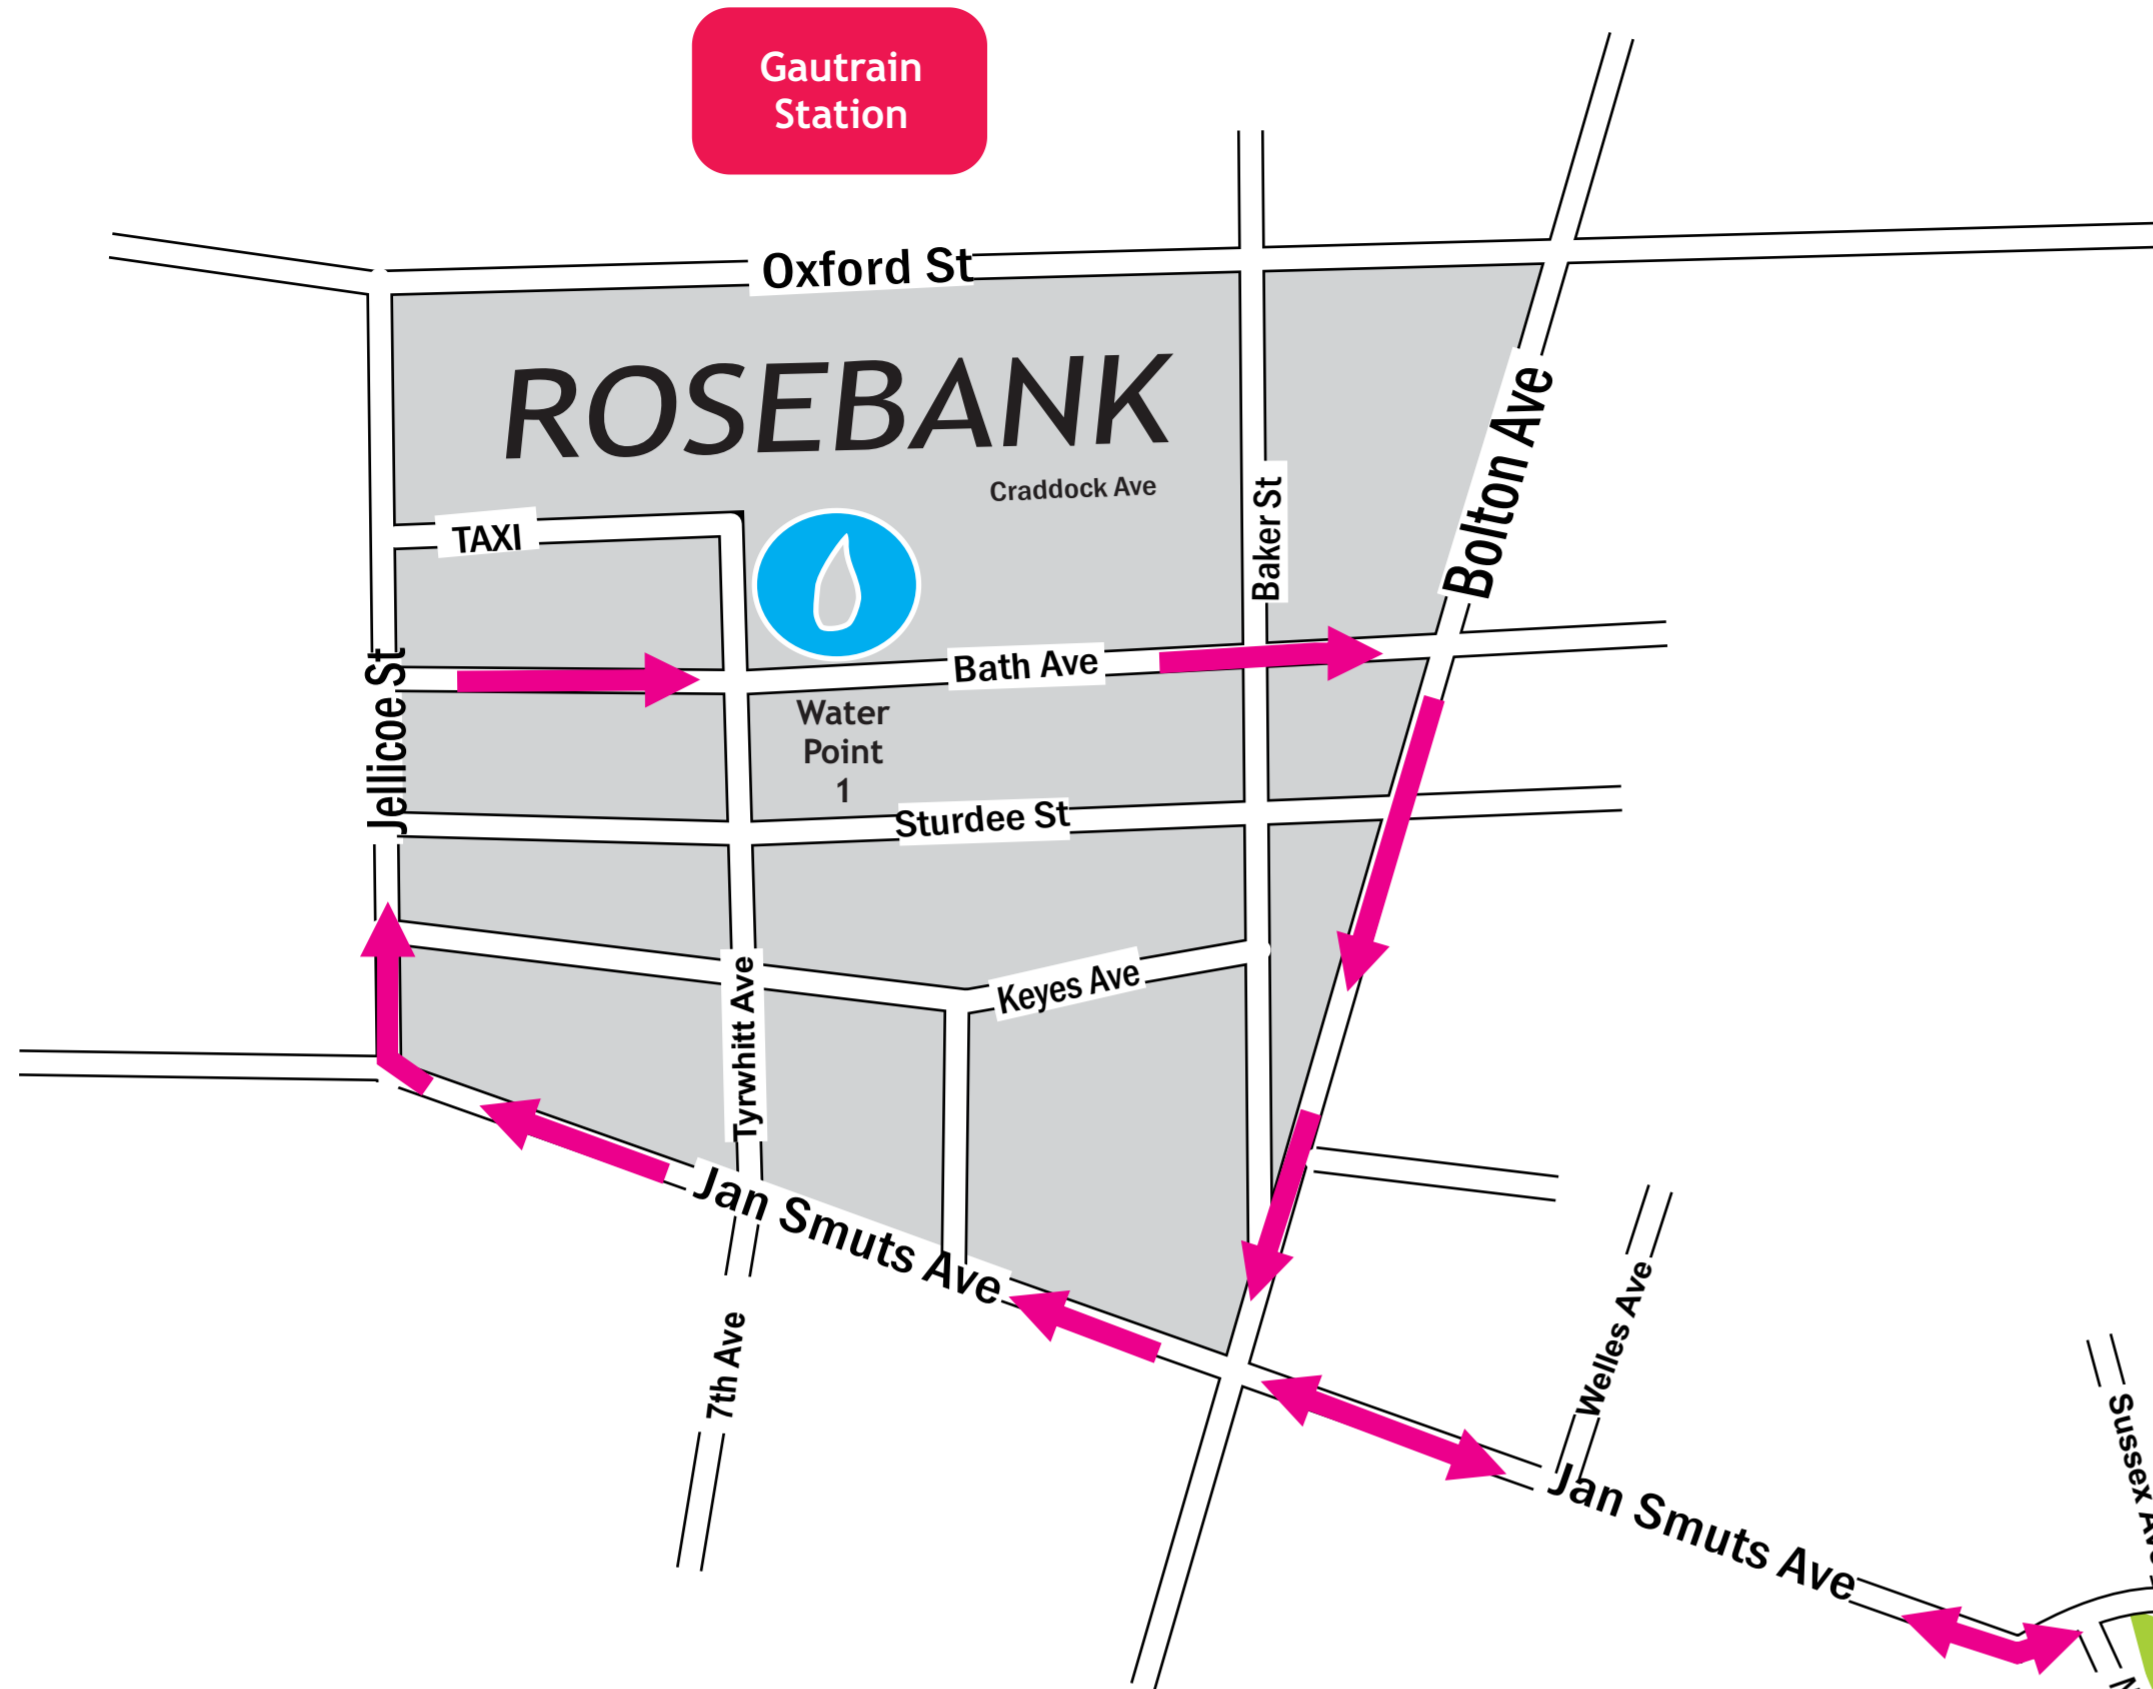 Gautrain
Station
Oxford St
ROSEBANK
Craddock Ave
TAXI
Baker St
Bolton Ave
Jellicoe St
Bath Ave
Water
Point
1
Sturdee St
Tyrwhitt Ave
Keyes Ave
Jan Smuts Ave
7th Ave
Welles Ave
Jan Smuts Ave
Sussex